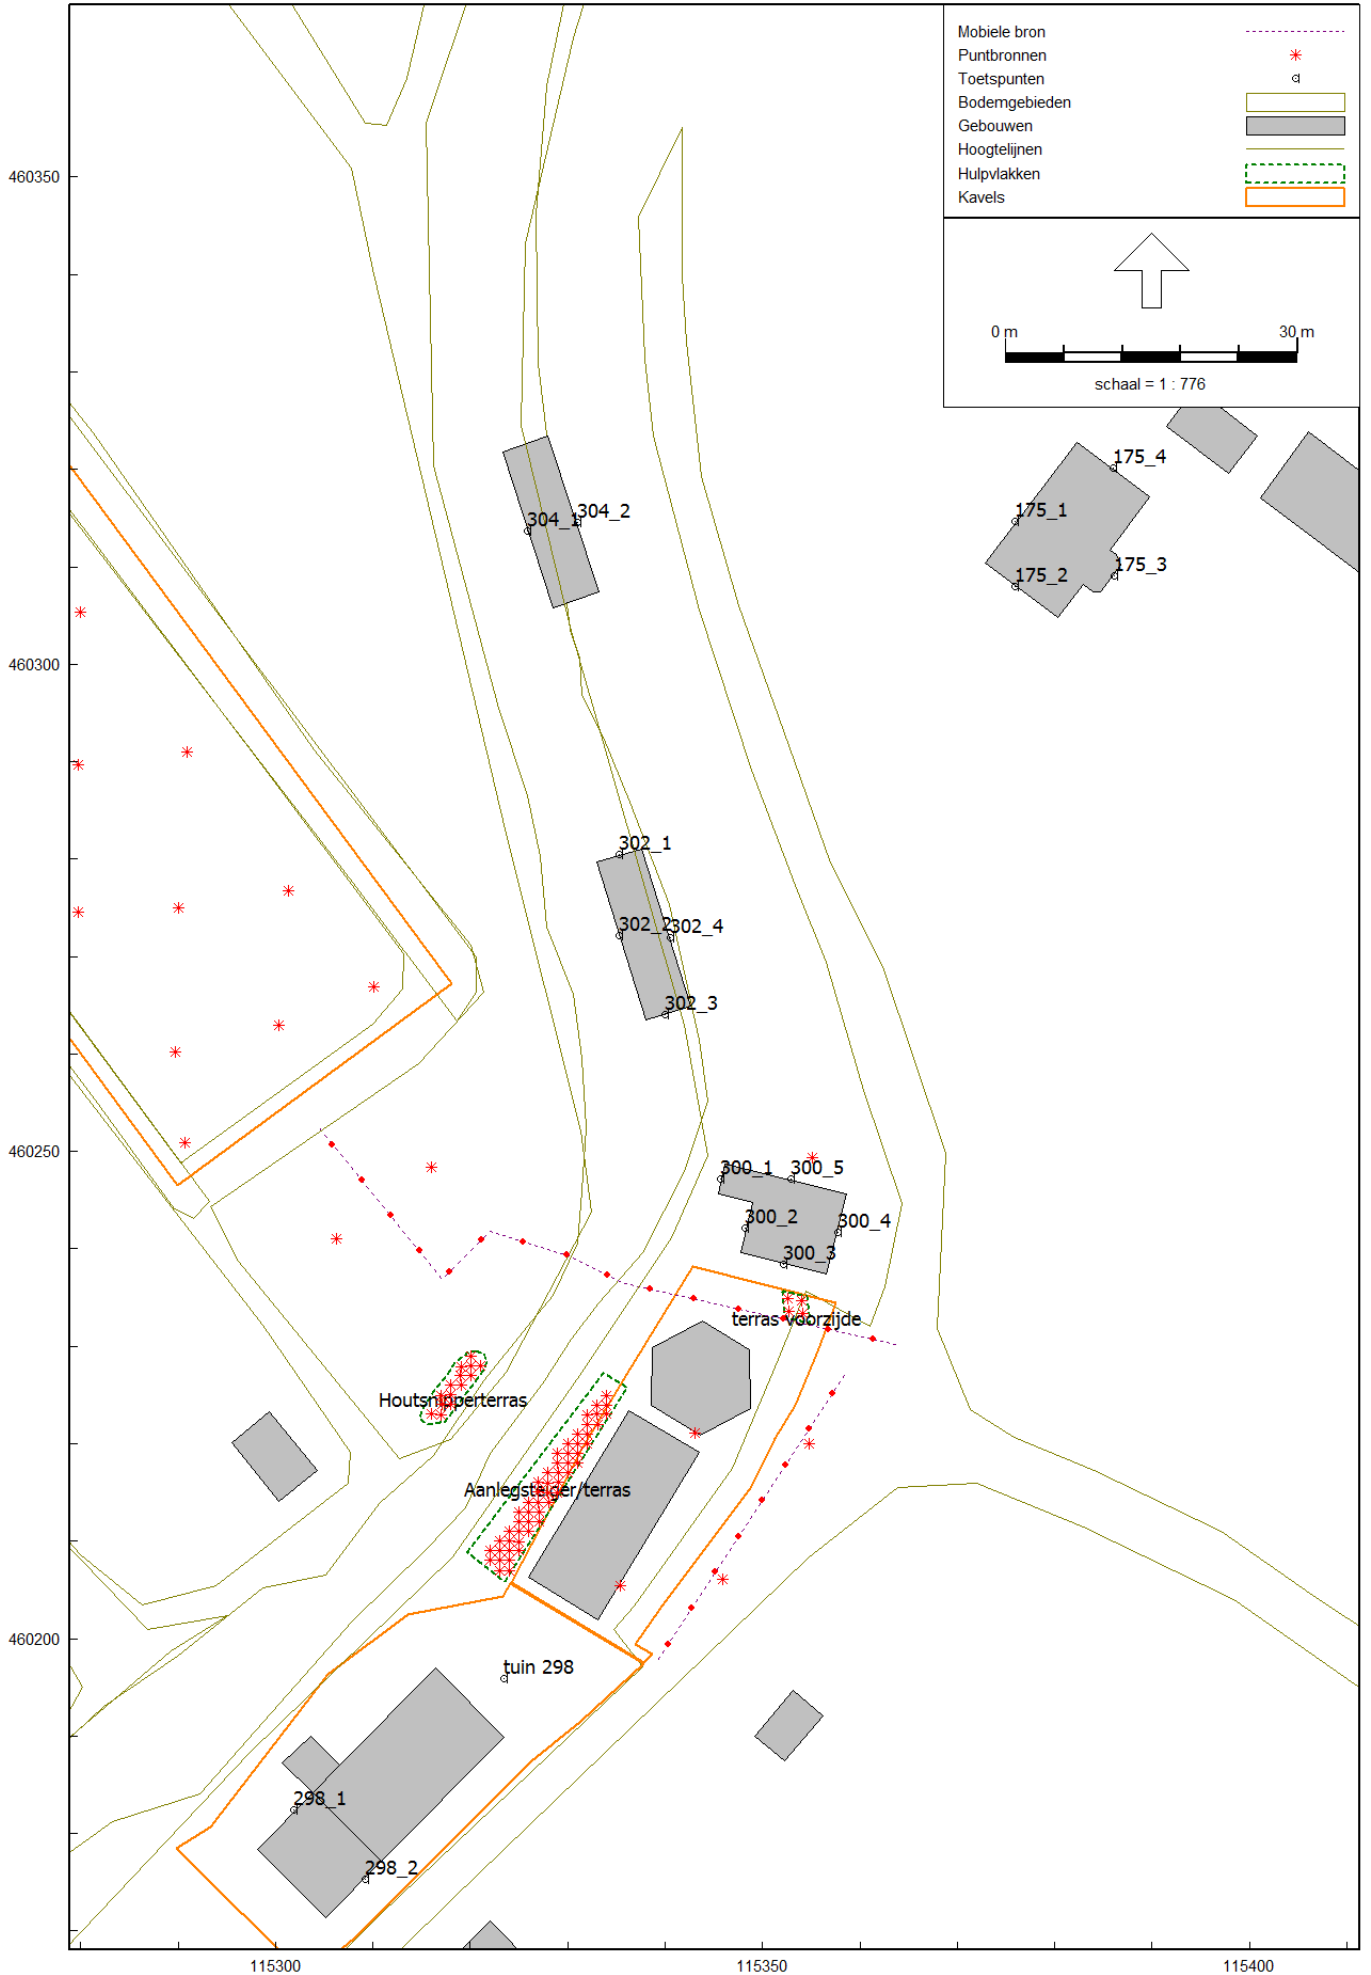 Mobiele bron
Puntbronnen
Toetspunten
Bodemgebieden
Gebouwen
Hoogtelijnen
Hulpvlakken
Kavels
0 m 30 m
schaal = 1 : 776
460350
175_4
304_1 304_2
175_1
175_2 175_3
460300
302_1
302_2 302_4
302_3
460250
300_1 300_5
300_2 300_4
300_3
terras voorzijde
Houtsnipperterras
Aanlegsteiger/terras
460200
tuin 298
298_1
298_2
115300 115350 115400